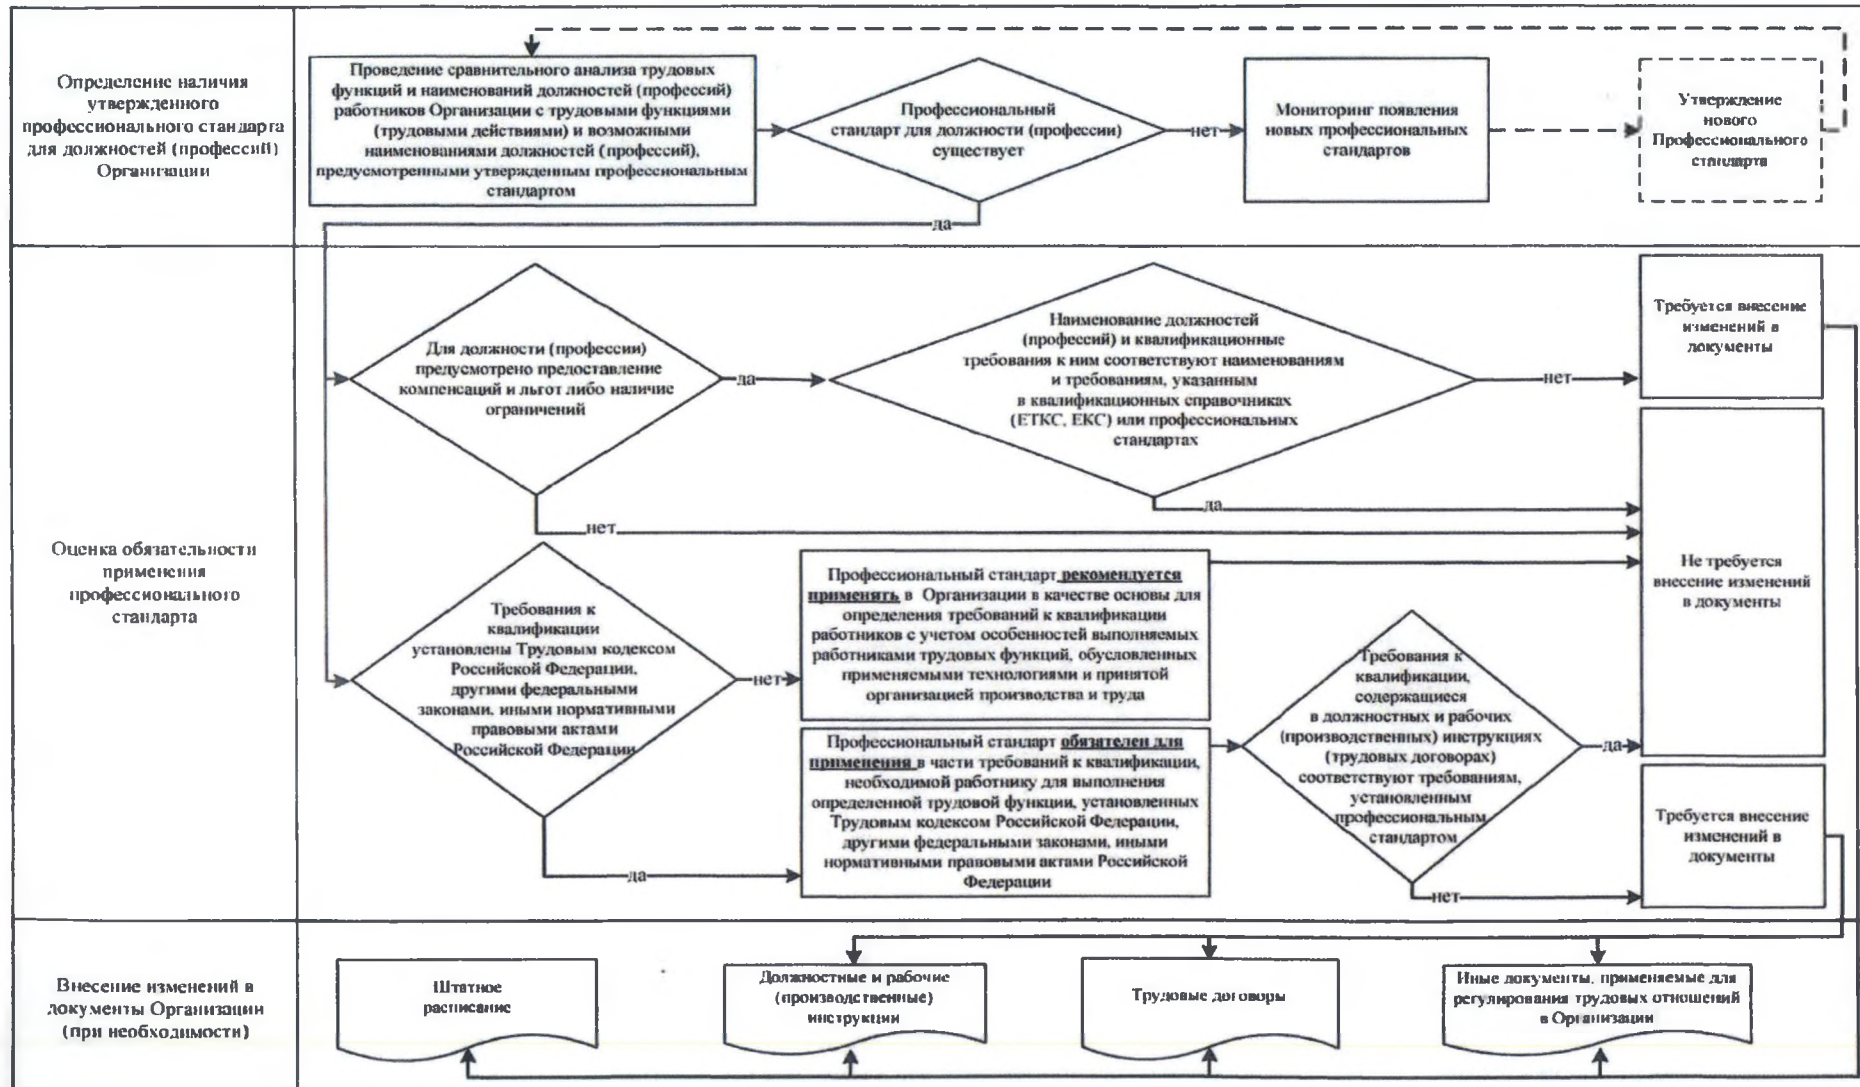 Определение наличия
утвержденного
профессионального стандарта
для должностей (профессий)
Организации
Проведение сравнительного анализа трудовых
функций и наименований должностей (профессий)
работников Организации с трудовыми функциями
(трудовыми действиями) и возможными
наименованиями должностей (профессий),
предусмотренными утвержденным профессиональным
стандартом
Профессиональный
стандарт для должности (профессии)
существует
нет
Мониторинг появления
новых профессиональных
стандартов
Утверждение
нового
Профессионального
стандарта
да
Оценка обязательности
применения
профессионального
стандарта
Для должности (профессии)
предусмотрено предоставление
компенсаций и льгот либо наличие
ограничений
да
Наименование должностей
(профессий) и квалификационные
требования к ним соответствуют наименованиям
и требованиям, указанным
в квалификационных справочниках
(ЕТКС, ЕКС) или профессиональных
стандартах
нет
Требуется внесение
изменений в
документы
да
нет
Не требуется
внесение изменений
в документы
Требования к
квалификации
установлены Трудовым кодексом
Российской Федерации,
другими федеральными
законами, иными нормативными
правовыми актами
Российской Федерации
нет
Профессиональный стандарт рекомендуется
применять в Организации в качестве основы для
определения требований к квалификации
работников с учетом особенностей выполняемых
работниками трудовых функций, обусловленных
применяемыми технологиями и принятой
организацией производства и труда
да
Профессиональный стандарт обязателен для
применения в части требований к квалификации,
необходимой работнику для выполнения
определенной трудовой функции, установленных
Трудовым кодексом Российской Федерации,
другими федеральными законами, иными
нормативными правовыми актами Российской
Федерации
Требования к
квалификации,
содержащиеся
в должностных и рабочих
(производственных) инструкциях
(трудовых договорах)
соответствуют требованиям,
установленным
профессиональным
стандартом
да
нет
Требуется внесение
изменений в
документы
Внесение изменений в
документы Организации
(при необходимости)
Штатное
расписание
Должностные и рабочие
(производственные)
инструкции
Трудовые договоры
Иные документы, применяемые для
регулирования трудовых отношений
в Организации